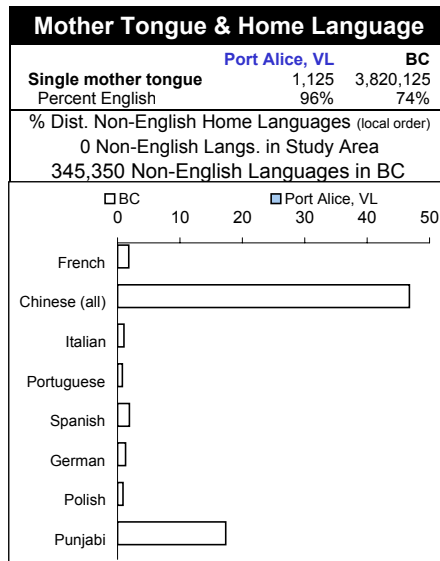 Mother Tongue & Home Language
Port Alice, VL BC
Single mother tongue 1,125 3,820,125
Percent English 96% 74%
% Dist. Non-English Home Languages (local order)
0 Non-English Langs. in Study Area
345,350 Non-English Languages in BC
BC Port Alice, VL
0 10 20 30 40 50
French
Chinese (all)
Italian
Portuguese
Spanish
German
Polish
Punjabi